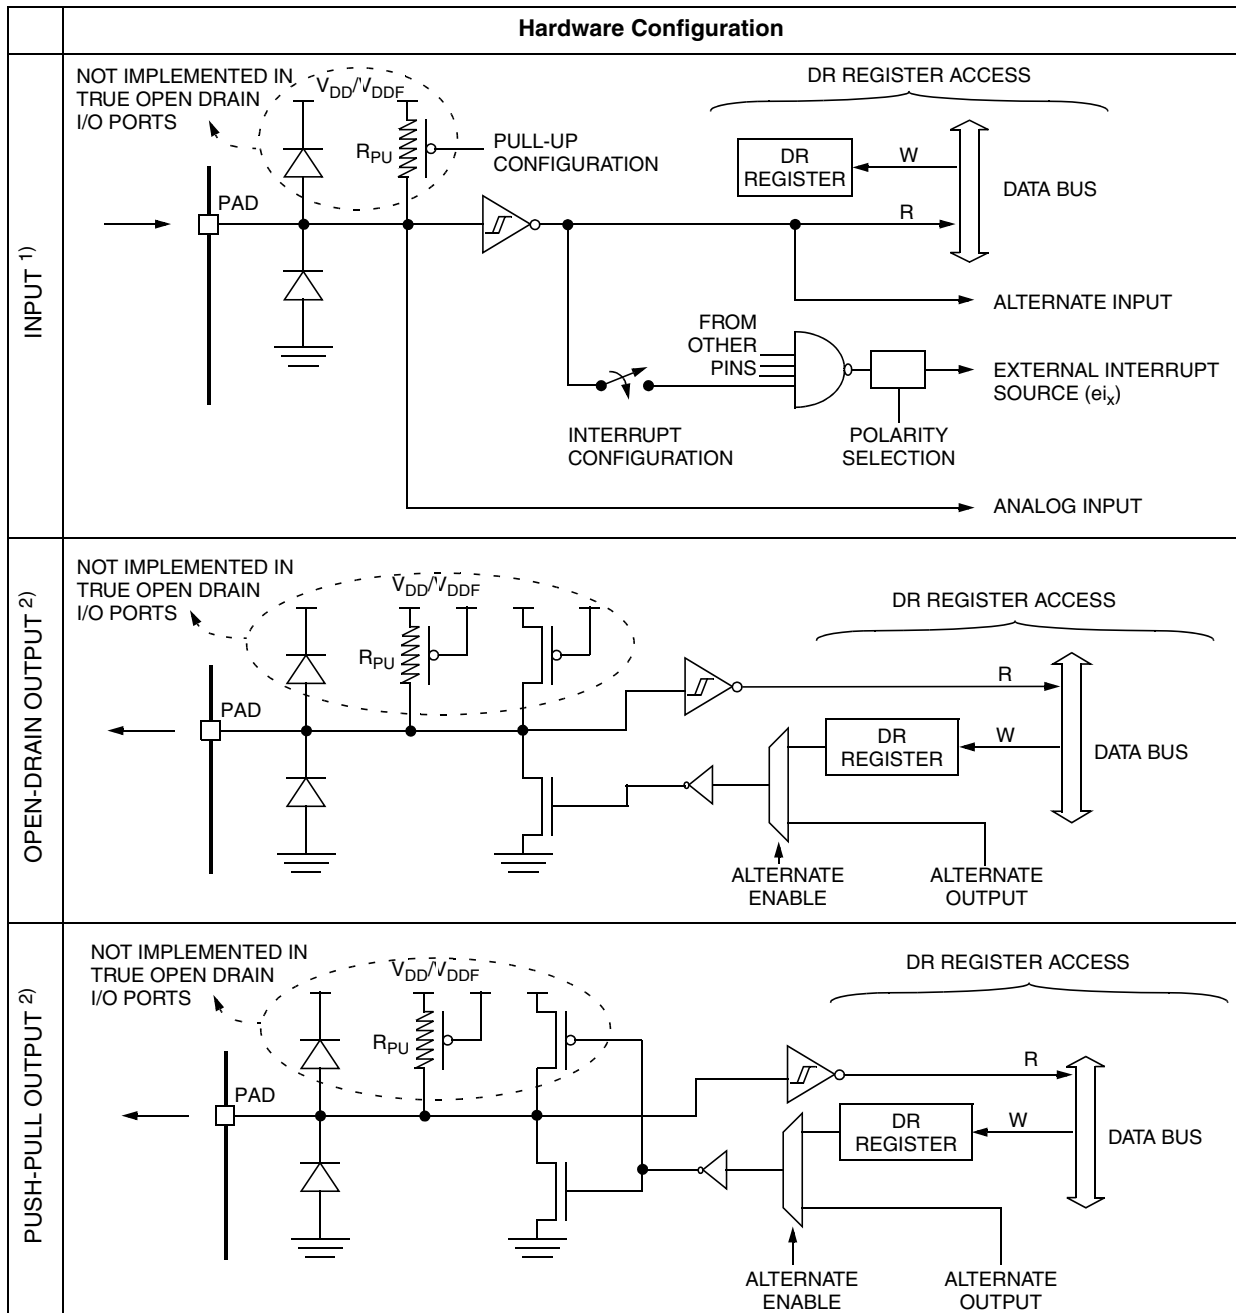 Hardware Configuration
INPUT 1)
NOT IMPLEMENTED IN
TRUE OPEN DRAIN
I/O PORTS
VDD/VDDF
RPU
PULL-UP
CONFIGURATION
PAD
DR REGISTER ACCESS
DR
REGISTER
W
R
DATA BUS
ALTERNATE INPUT
FROM
OTHER
PINS
EXTERNAL INTERRUPT
SOURCE (eix)
INTERRUPT
CONFIGURATION
POLARITY
SELECTION
ANALOG INPUT
OPEN-DRAIN OUTPUT 2)
NOT IMPLEMENTED IN
TRUE OPEN DRAIN
I/O PORTS
VDD/VDDF
RPU
PAD
DR REGISTER ACCESS
R
DR
REGISTER
W
DATA BUS
ALTERNATE
ENABLE
ALTERNATE
OUTPUT
PUSH-PULL OUTPUT 2)
NOT IMPLEMENTED IN
TRUE OPEN DRAIN
I/O PORTS
VDD/VDDF
RPU
PAD
DR REGISTER ACCESS
R
DR
REGISTER
W
DATA BUS
ALTERNATE
ENABLE
ALTERNATE
OUTPUT